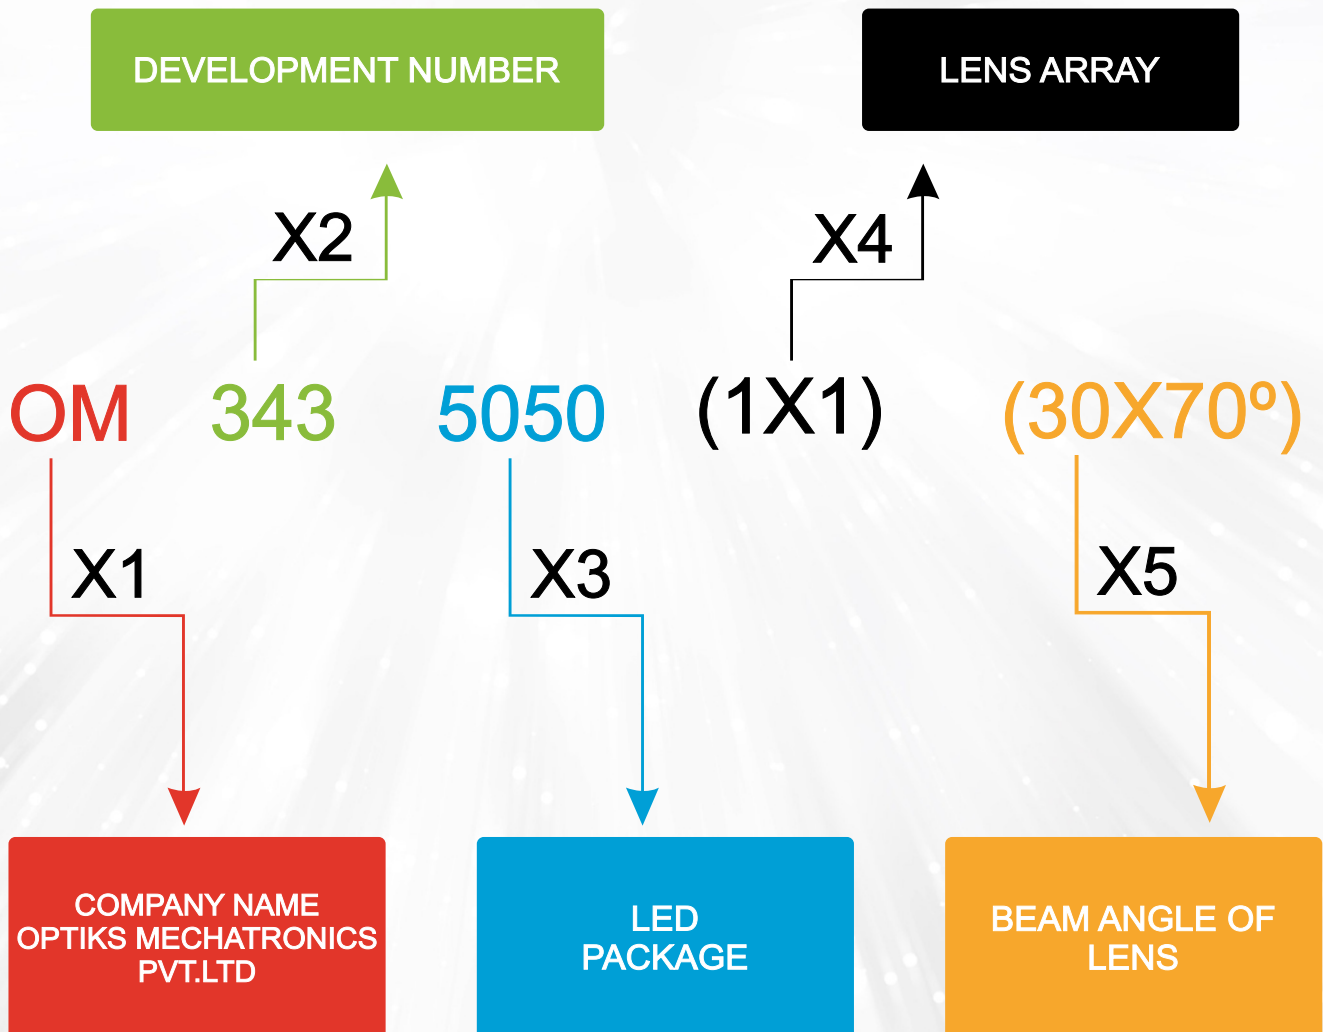 DEVELOPMENT NUMBER
LENS ARRAY
X2
X4
OM 343 5050 (1X1) (30X70º)
X1
X3
X5
COMPANY NAME
OPTIKS MECHATRONICS
PVT.LTD
LED
PACKAGE
BEAM ANGLE OF
LENS